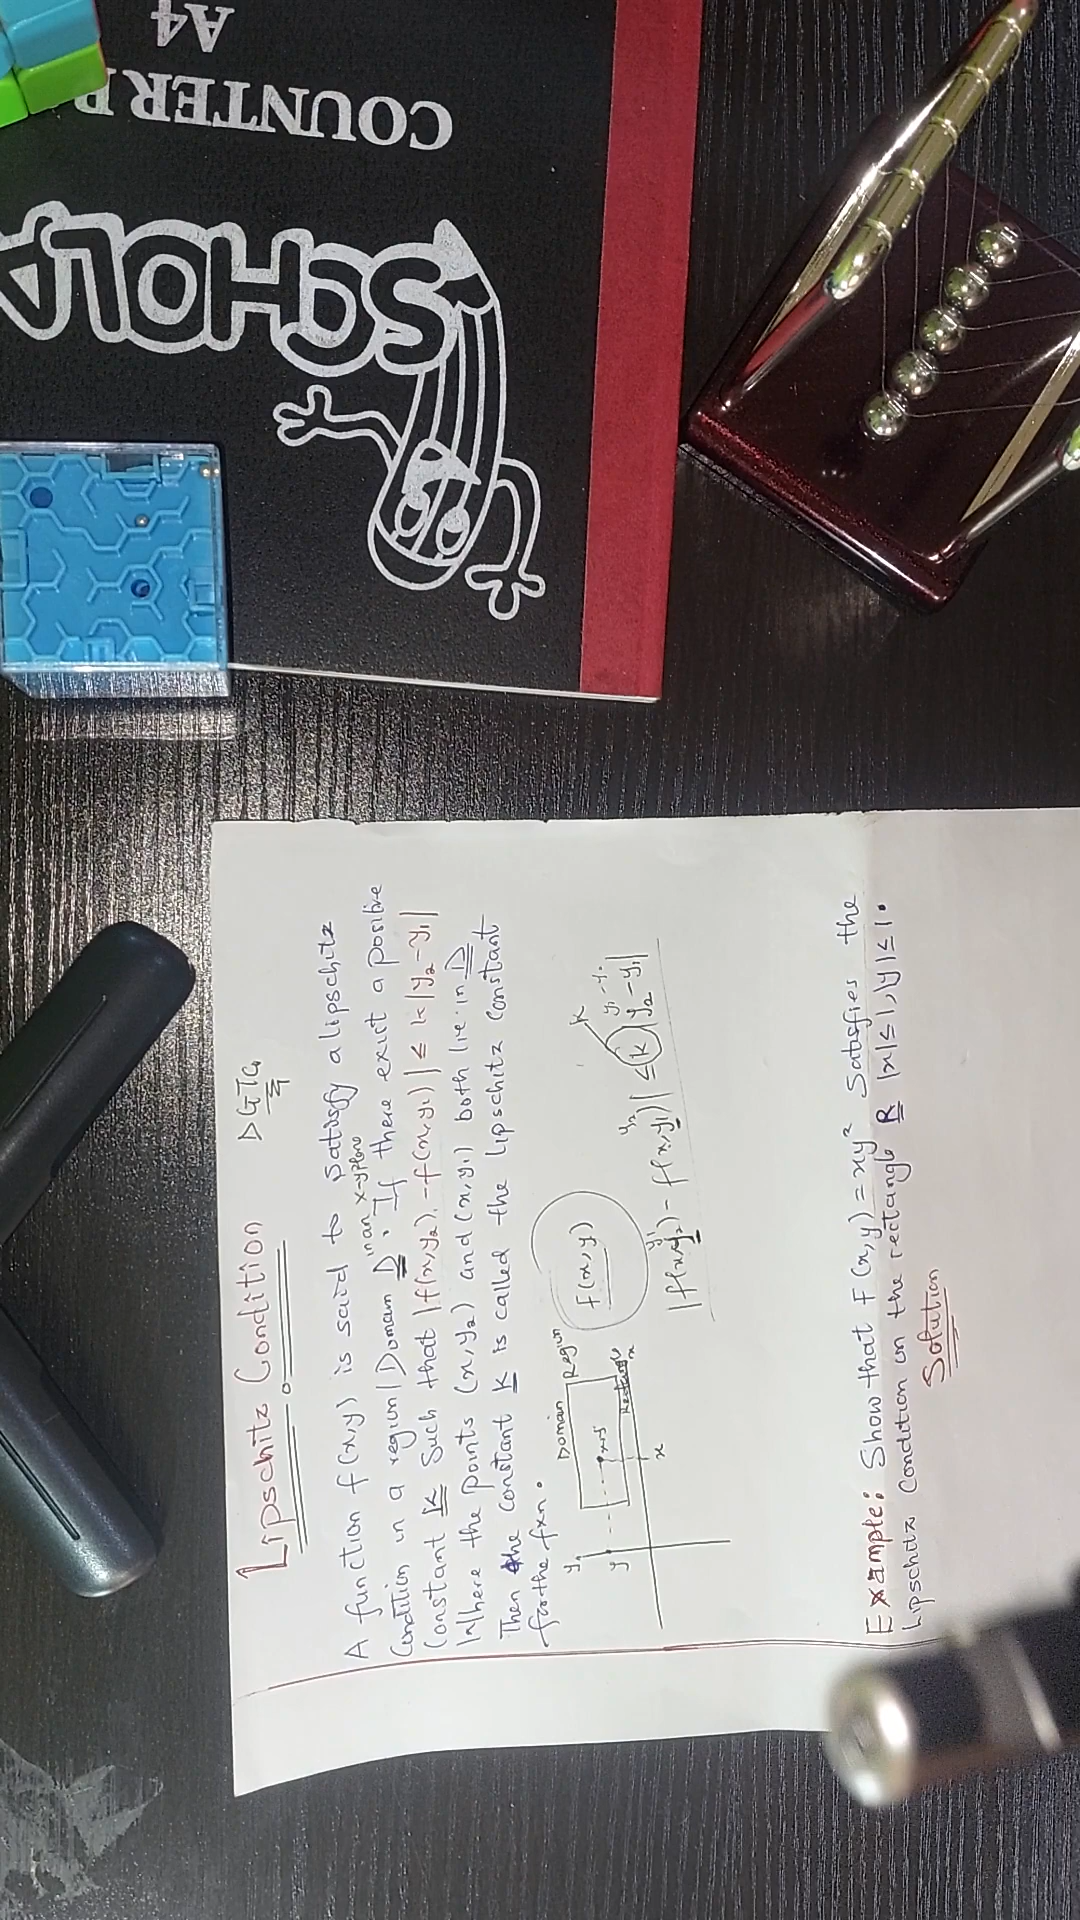 COUNTER B
A4
SCHOLA
Lipschitz Condition
A function f(x,y) is said to satisfy a Lipschitz
Condition in a region/Domain D in an x-y plane. If there exist a positive
Constant K Such that |f(x,y₂) - f(x,y₁)| ≤ k |y₂-y₁|
Where the points (x,y₂) and (x,y₁) both lie in D
Then the constant K is called the Lipschitz Constant
for the fxn.
Domain
Region
Rectangle
y
y
x
x
f(x,y)
K
|f(x,y₂) - f(x,y₁)| ≤ k |y₂-y₁|
Example: Show that F(x,y) = xy² Satisfies the
Lipschitz Condition on the rectangle R |x| ≤ 1, |y| ≤ 1.
Solution